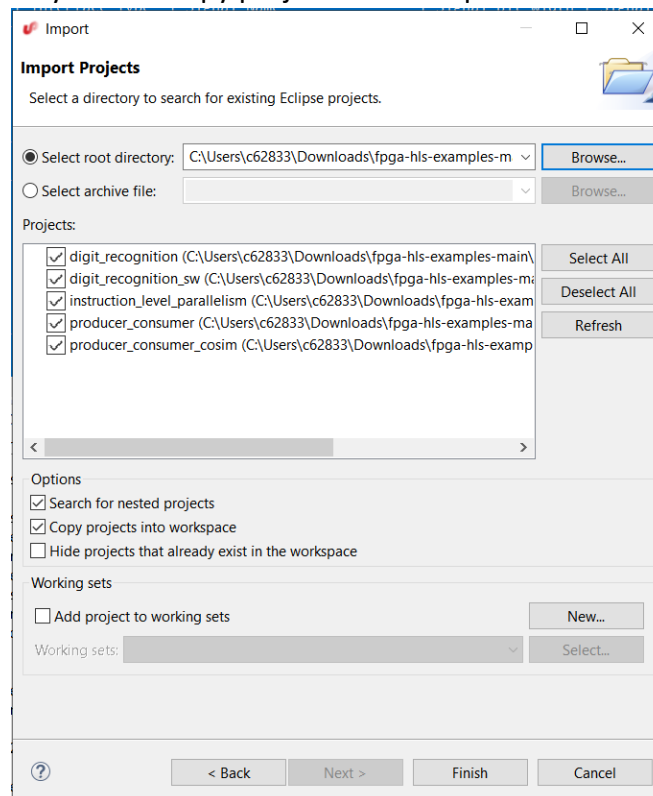 Import
Import Projects
Select a directory to search for existing Eclipse projects.
Select root directory: C:\Users\c62833\Downloads\fpga-hls-examples-m Browse...
Select archive file: Browse...
Projects:
digit_recognition (C:\Users\c62833\Downloads\fpga-hls-examples-main\ Select All
digit_recognition_sw (C:\Users\c62833\Downloads\fpga-hls-examples-ma Deselect All
instruction_level_parallelism (C:\Users\c62833\Downloads\fpga-hls-exam
producer_consumer (C:\Users\c62833\Downloads\fpga-hls-examples-ma Refresh
producer_consumer_cosim (C:\Users\c62833\Downloads\fpga-hls-examp
Options
Search for nested projects
Copy projects into workspace
Hide projects that already exist in the workspace
Working sets
Add project to working sets New...
Working sets: Select...
? < Back Next > Finish Cancel